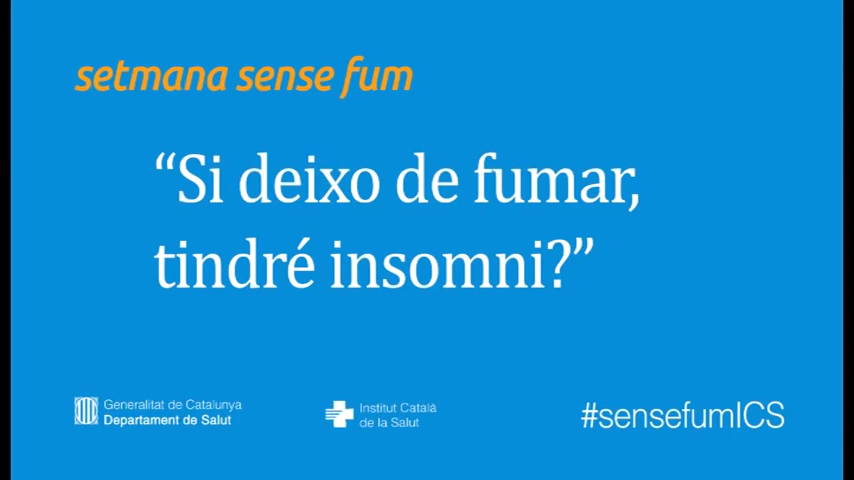 setmana sense fum
“Si deixo de fumar,
tindré insomni?”
Generalitat de Catalunya
Departament de Salut
Institut Català
de la Salut
#sensefumICS